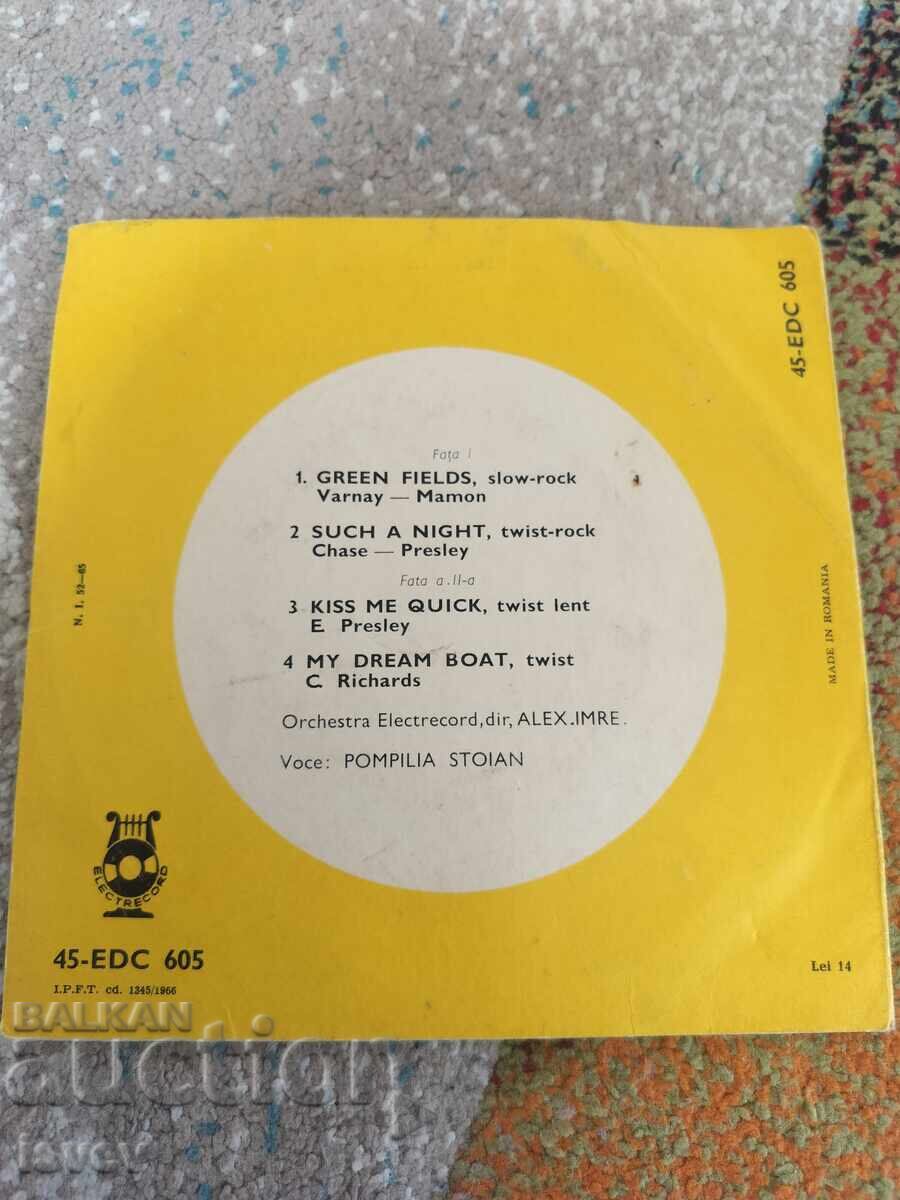 45-EDC 605
Fața I
1. GREEN FIELDS, slow-rock
Varnay — Mamon
2 SUCH A NIGHT, twist-rock
Chase — Presley
Fata a.II-a
3 KISS ME QUICK, twist lent
E. Presley
4 MY DREAM BOAT, twist
C. Richards
Orchestra Electrecord, dir, ALEX.IMRE.
Voce: POMPILIA STOIAN
N. I. 52—65
MADE IN ROMANIA
ELECTRECORD
45-EDC 605
I.P.F.T. cd. 1345/1966
Lei 14
BALKAN
auction